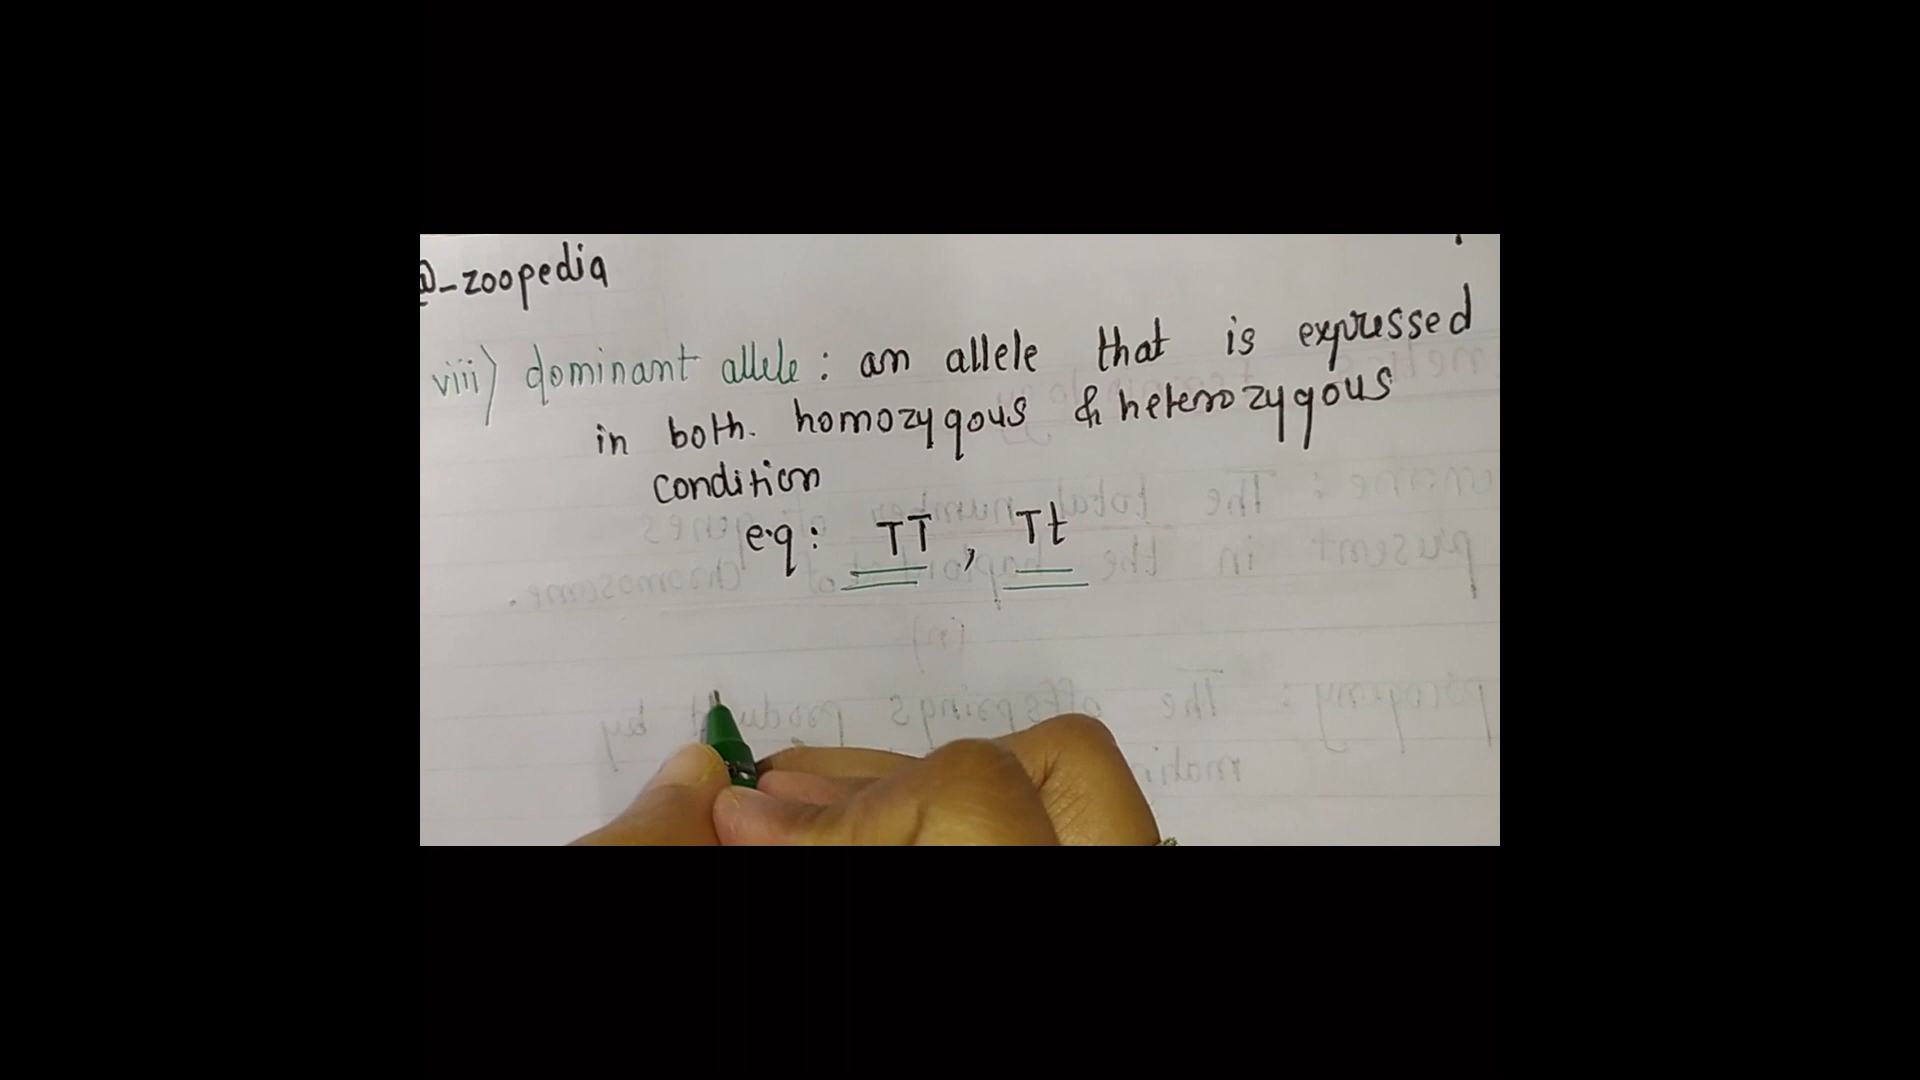 @_zoopedia
viii) dominant allele : an allele that is expressed
in both. homozygous & heterozygous
condition
e.g : TT , Tt